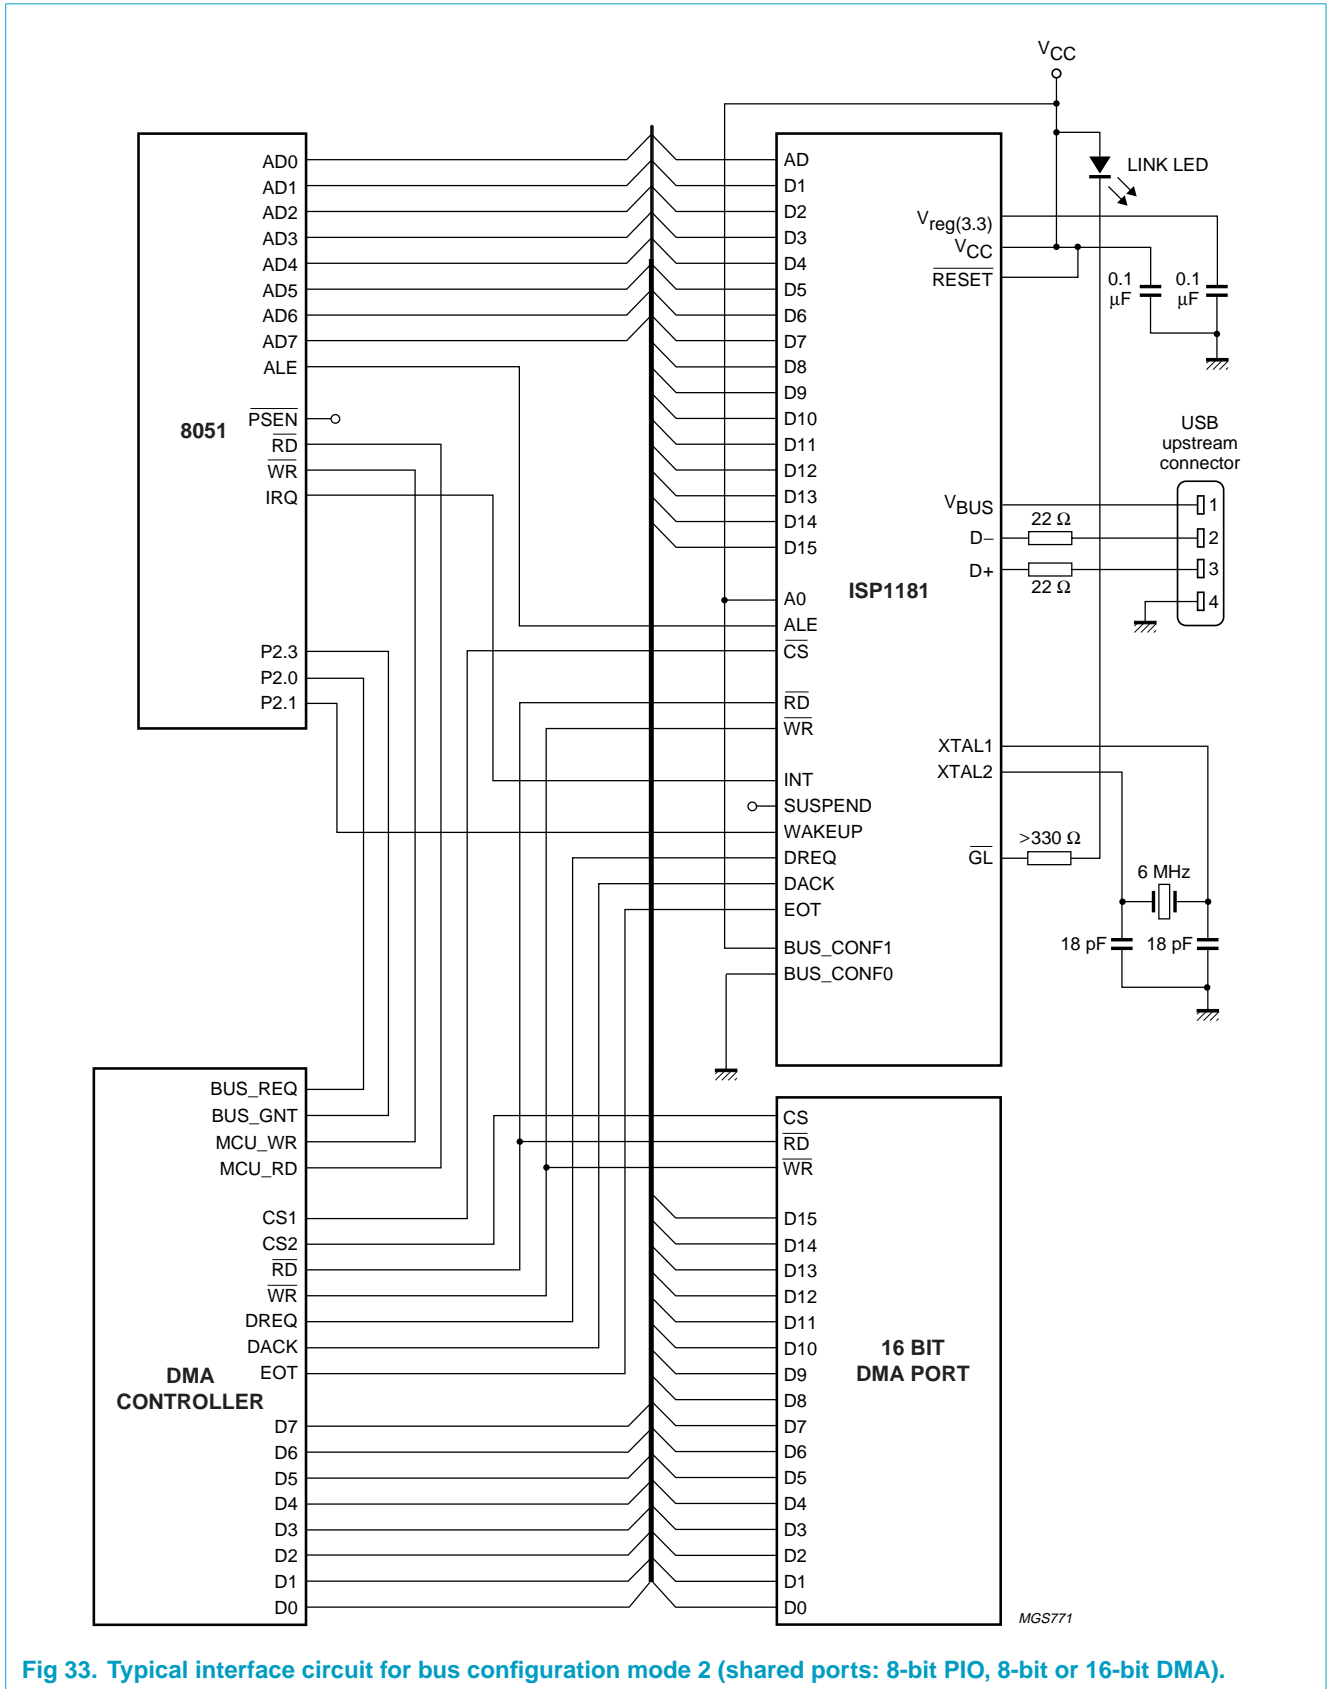 VCC
AD0
AD1
AD2
AD3
AD4
AD5
AD6
AD7
ALE
PSEN
RD
WR
IRQ
8051
P2.3
P2.0
P2.1
AD
D1
D2
D3
D4
D5
D6
D7
D8
D9
D10
D11
D12
D13
D14
D15
A0
ALE
CS
RD
WR
INT
SUSPEND
WAKEUP
DREQ
DACK
EOT
BUS_CONF1
BUS_CONF0
ISP1181
Vreg(3.3)
VCC
RESET
VBUS
D−
D+
XTAL1
XTAL2
GL
LINK LED
0.1
μF
0.1
μF
USB
upstream
connector
1
2
3
4
22 Ω
22 Ω
>330 Ω
6 MHz
18 pF
18 pF
BUS_REQ
BUS_GNT
MCU_WR
MCU_RD
CS1
CS2
RD
WR
DREQ
DACK
EOT
DMA
CONTROLLER
D7
D6
D5
D4
D3
D2
D1
D0
CS
RD
WR
D15
D14
D13
D12
D11
D10
D9
D8
D7
D6
D5
D4
D3
D2
D1
D0
16 BIT
DMA PORT
MGS771
Fig 33. Typical interface circuit for bus configuration mode 2 (shared ports: 8-bit PIO, 8-bit or 16-bit DMA).